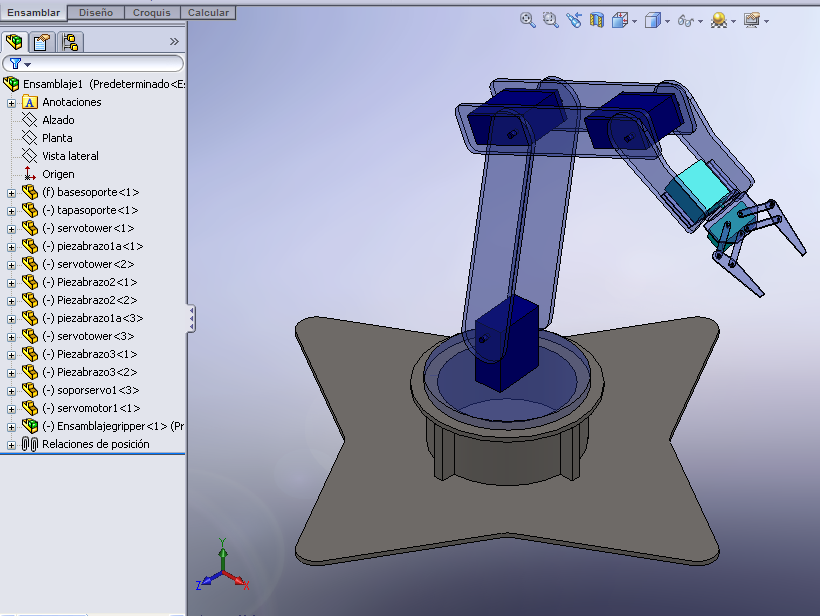 Ensamblar Diseño Croquis Calcular
Ensamblaje1 (Predeterminado<E:
A Anotaciones
Alzado
Planta
Vista lateral
Origen
(f) basesoporte<1>
(-) tapasoporte<1>
(-) servotower<1>
(-) piezabrazo1a<1>
(-) servotower<2>
(-) Piezabrazo2<1>
(-) Piezabrazo2<2>
(-) piezabrazo1a<3>
(-) servotower<3>
(-) Piezabrazo3<1>
(-) Piezabrazo3<2>
(-) soporservo1<3>
(-) servomotor1<1>
(-) Ensamblajegripper<1> (Pr
Relaciones de posición
Y
Z X